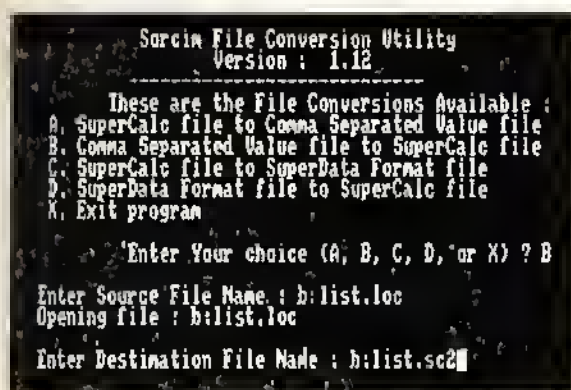 Sorcim File Conversion Utility
Version : 1.12
----------------------------
These are the File Conversions Available :
A. SuperCalc file to Comma Separated Value file
B. Comma Separated Value file to SuperCalc file
C. SuperCalc file to SuperData Format file
D. SuperData Format file to SuperCalc file
X. Exit program
Enter Your choice (A, B, C, D, or X) ? B
Enter Source File Name : b:list.loc
Opening file : b:list.loc
Enter Destination File Name : b:list.sc2